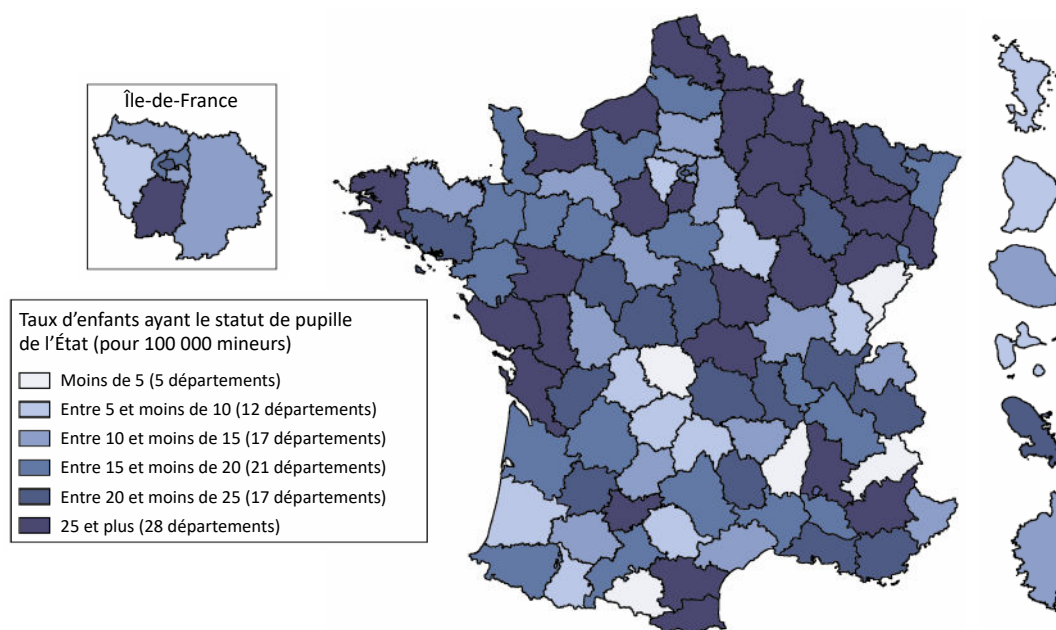 Île-de-France
Taux d’enfants ayant le statut de pupille
de l’État (pour 100 000 mineurs)
Moins de 5 (5 départements)
Entre 5 et moins de 10 (12 départements)
Entre 10 et moins de 15 (17 départements)
Entre 15 et moins de 20 (21 départements)
Entre 20 et moins de 25 (17 départements)
25 et plus (28 départements)